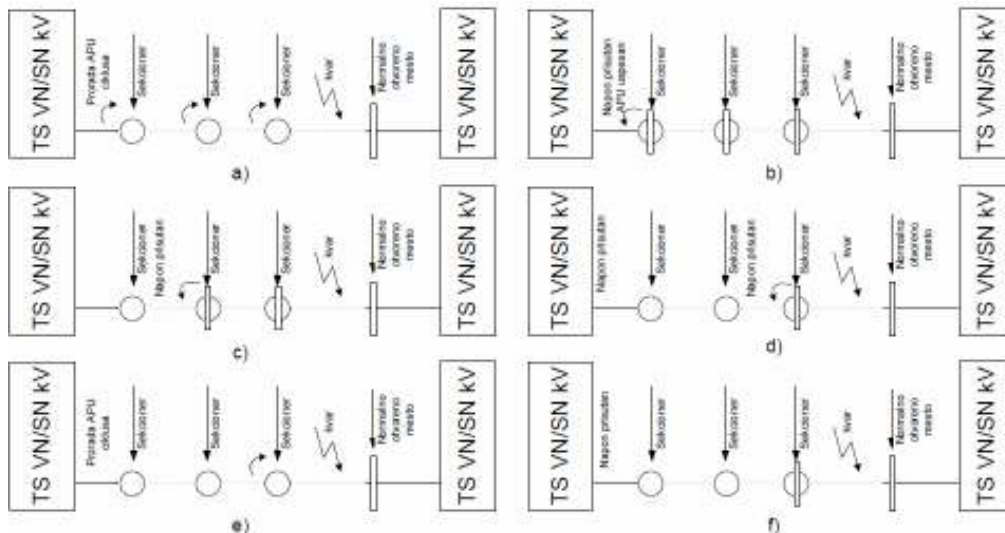 TS VN/SN kV
Prorada APU
ciklusa
Sekcioner
Sekcioner
Sekcioner
kvar
Normalno
otvoreno
mesto
TS VN/SN kV
a)
TS VN/SN kV
Napon prisutan
APU uspesan
Sekcioner
Sekcioner
Sekcioner
kvar
Normalno
otvoreno
mesto
TS VN/SN kV
b)
TS VN/SN kV
Sekcioner
Napon prisutan
Sekcioner
Sekcioner
kvar
Normalno
otvoreno
mesto
TS VN/SN kV
c)
TS VN/SN kV
Napon prisutan
Sekcioner
Sekcioner
Napon prisutan
Sekcioner
kvar
Normalno
otvoreno
mesto
TS VN/SN kV
d)
TS VN/SN kV
Prorada APU
ciklusa
Sekcioner
Sekcioner
Sekcioner
kvar
Normalno
otvoreno
mesto
TS VN/SN kV
e)
TS VN/SN kV
Napon prisutan
Sekcioner
Sekcioner
Sekcioner
kvar
Normalno
otvoreno
mesto
TS VN/SN kV
f)